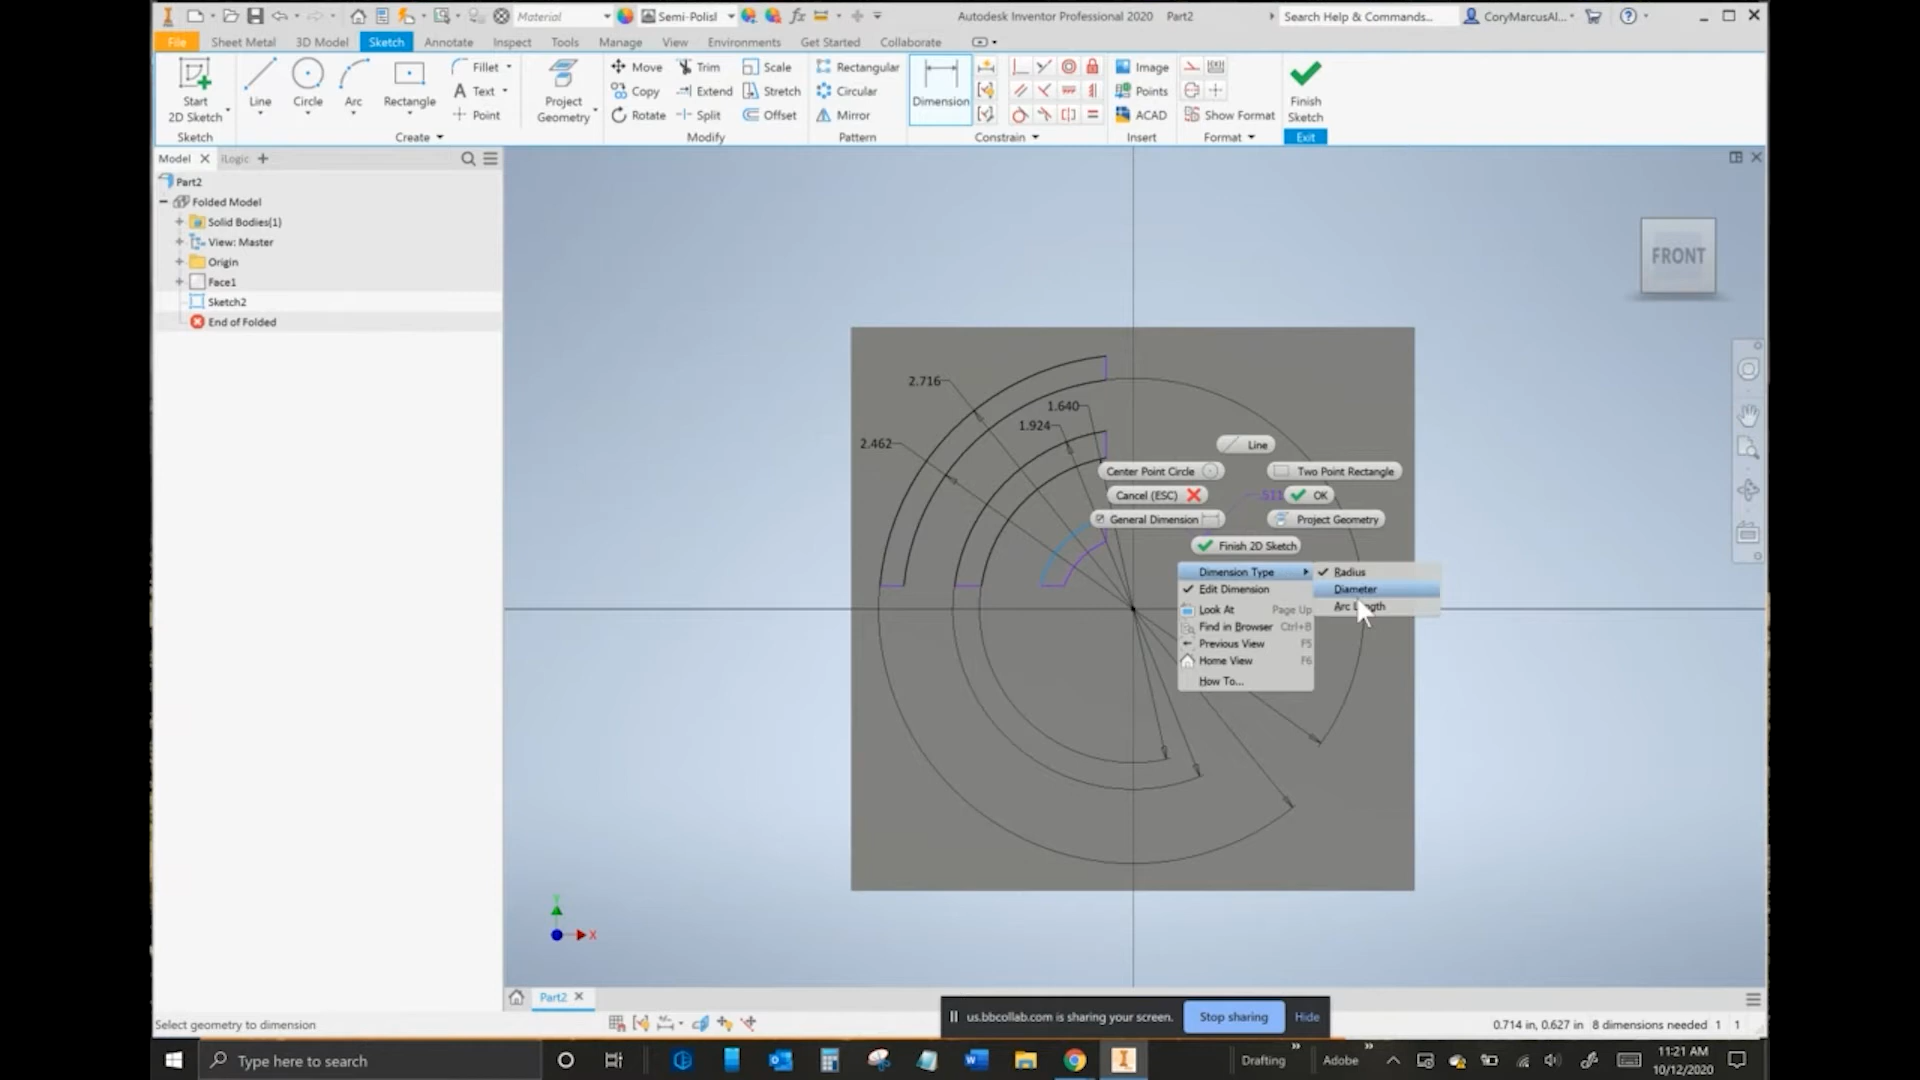 Material
Semi-Polisl
Autodesk Inventor Professional 2020 Part2
Search Help & Commands...
CoryMarcusAl...
File Sheet Metal 3D Model Sketch Annotate Inspect Tools Manage View Environments Get Started Collaborate
Start
2D Sketch
Line
Circle
Arc
Rectangle
Fillet
Text
Point
Project
Geometry
Move Trim Scale
Copy Extend Stretch
Rotate Split Offset
Rectangular
Circular
Mirror
Dimension
Image
Points
ACAD
Show Format
Finish
Sketch
Sketch Create Modify Pattern Constrain Insert Format Exit
Model iLogic
Part2
Folded Model
Solid Bodies(1)
View: Master
Origin
Face1
Sketch2
End of Folded
FRONT
2.716
1.640
1.924
2.462
.511
Line
Center Point Circle
Two Point Rectangle
Cancel (ESC)
OK
General Dimension
Project Geometry
Finish 2D Sketch
Dimension Type
Edit Dimension
Look At Page Up
Find in Browser Ctrl+B
Previous View F5
Home View F6
How To...
Radius
Diameter
Arc Length
Y
X
Part2
us.bbcollab.com is sharing your screen. Stop sharing Hide
Select geometry to dimension
0.714 in, 0.627 in 8 dimensions needed 1 1
Type here to search
Drafting
Adobe
11:21 AM
10/12/2020